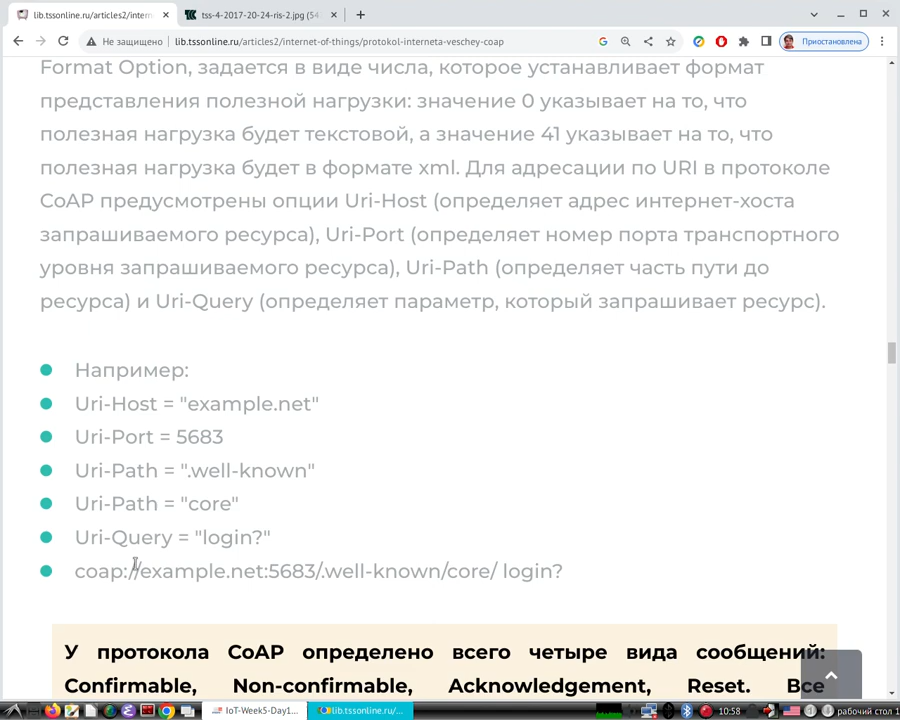 lib.tssonline.ru/articles2/intern
tss-4-2017-20-24-ris-2.jpg (54
Не защищено
lib.tssonline.ru/articles2/internet-of-things/protokol-interneta-veschey-coap
Приостановлена
Format Option, задается в виде числа, которое устанавливает формат
представления полезной нагрузки: значение 0 указывает на то, что
полезная нагрузка будет текстовой, а значение 41 указывает на то, что
полезная нагрузка будет в формате xml. Для адресации по URI в протоколе
CoAP предусмотрены опции Uri-Host (определяет адрес интернет-хоста
запрашиваемого ресурса), Uri-Port (определяет номер порта транспортного
уровня запрашиваемого ресурса), Uri-Path (определяет часть пути до
ресурса) и Uri-Query (определяет параметр, который запрашивает ресурс).
Например:
Uri-Host = "example.net"
Uri-Port = 5683
Uri-Path = ".well-known"
Uri-Path = "core"
Uri-Query = "login?"
coap://example.net:5683/.well-known/core/ login?
У протокола CoAP определено всего четыре вида сообщений:
Confirmable, Non-confirmable, Acknowledgement, Reset. Все
IoT-Week5-Day1...
lib.tssonline.ru/...
10:58
рабочий стол 1